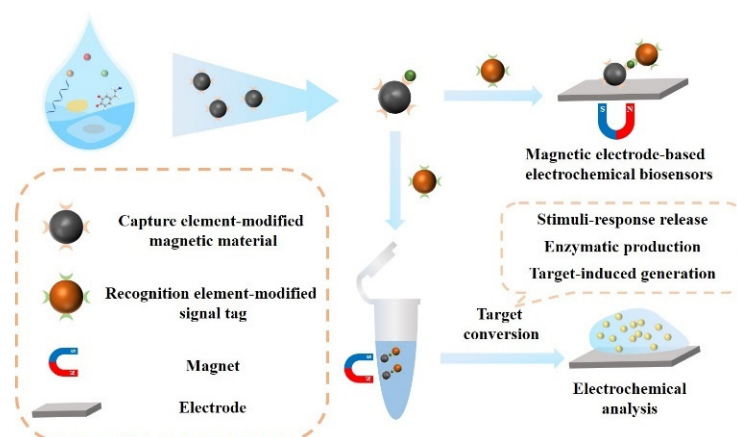 S N
Magnetic electrode-based
electrochemical biosensors
Capture element-modified
magnetic material
Recognition element-modified
signal tag
Magnet
Electrode
Stimuli-response release
Enzymatic production
Target-induced generation
Target
conversion
Electrochemical
analysis